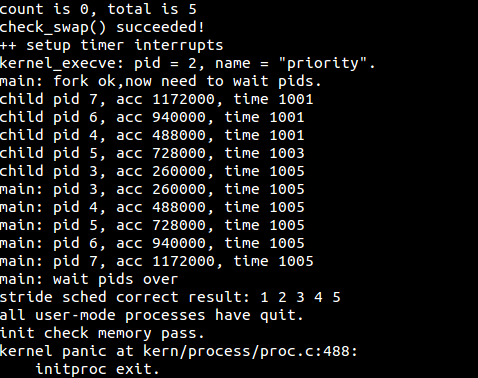 count is 0, total is 5
check_swap() succeeded!
++ setup timer interrupts
kernel_execve: pid = 2, name = "priority".
main: fork ok,now need to wait pids.
child pid 7, acc 1172000, time 1001
child pid 6, acc 940000, time 1001
child pid 4, acc 488000, time 1001
child pid 5, acc 728000, time 1003
child pid 3, acc 260000, time 1005
main: pid 3, acc 260000, time 1005
main: pid 4, acc 488000, time 1005
main: pid 5, acc 728000, time 1005
main: pid 6, acc 940000, time 1005
main: pid 7, acc 1172000, time 1005
main: wait pids over
stride sched correct result: 1 2 3 4 5
all user-mode processes have quit.
init check memory pass.
kernel panic at kern/process/proc.c:488:
    initproc exit.